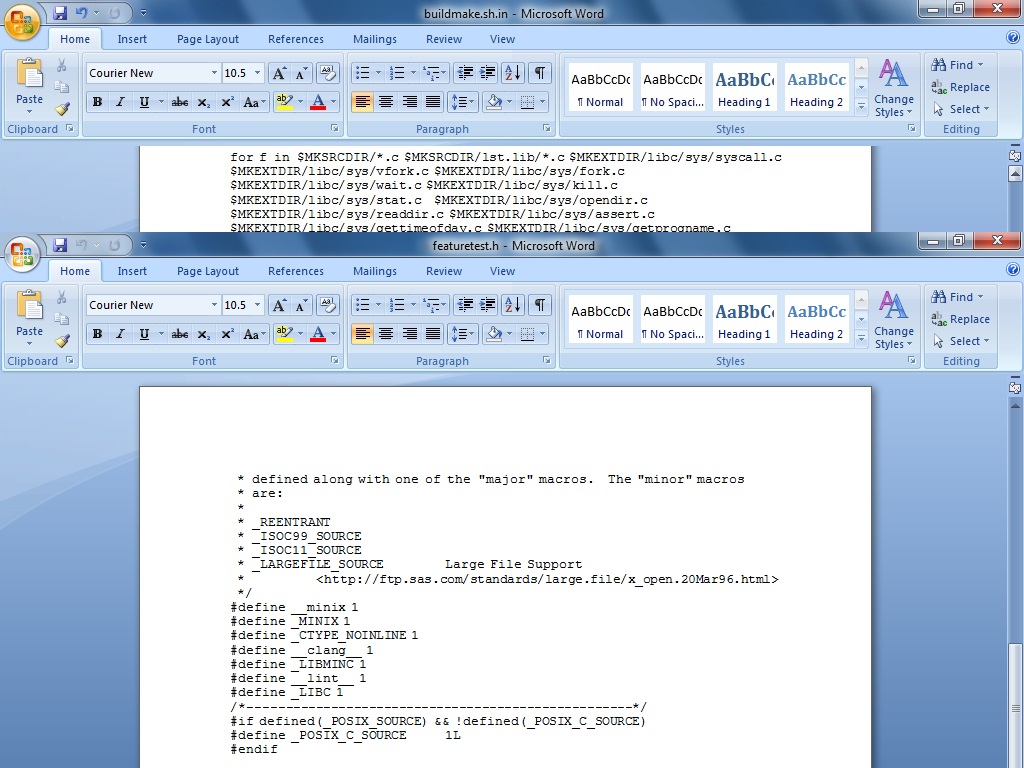 buildmake.sh.in - Microsoft Word
Home Insert Page Layout References Mailings Review View
Paste
Courier New 10.5
AaBbCcDc AaBbCcDc AaBbC AaBbCc
¶ Normal ¶ No Spaci... Heading 1 Heading 2
Change Styles
Find
Replace
Select
Clipboard Font Paragraph Styles Editing
for f in $MKSRCDIR/*.c $MKSRCDIR/lst.lib/*.c $MKEXTDIR/libc/sys/syscall.c
$MKEXTDIR/libc/sys/vfork.c $MKEXTDIR/libc/sys/fork.c
$MKEXTDIR/libc/sys/wait.c $MKEXTDIR/libc/sys/kill.c
$MKEXTDIR/libc/sys/stat.c  $MKEXTDIR/libc/sys/opendir.c
$MKEXTDIR/libc/sys/readdir.c $MKEXTDIR/libc/sys/assert.c
$MKEXTDIR/libc/sys/gettimeofday.c $MKEXTDIR/libc/sys/getprogname.c
featuretest.h - Microsoft Word
Home Insert Page Layout References Mailings Review View
Paste
Courier New 10.5
AaBbCcDc AaBbCcDc AaBbC AaBbCc
¶ Normal ¶ No Spaci... Heading 1 Heading 2
Change Styles
Find
Replace
Select
Clipboard Font Paragraph Styles Editing
* defined along with one of the "major" macros.  The "minor" macros
* are:
*
* _REENTRANT
* _ISOC99_SOURCE
* _ISOC11_SOURCE
* _LARGEFILE_SOURCE        Large File Support
*         <http://ftp.sas.com/standards/large.file/x_open.20Mar96.html>
*/
#define __minix 1
#define _MINIX 1
#define _CTYPE_NOINLINE 1
#define __clang__ 1
#define _LIBMINC 1
#define __lint__ 1
#define _LIBC 1
/*--------------------------------------------------*/
#if defined(_POSIX_SOURCE) && !defined(_POSIX_C_SOURCE)
#define _POSIX_C_SOURCE     1L
#endif